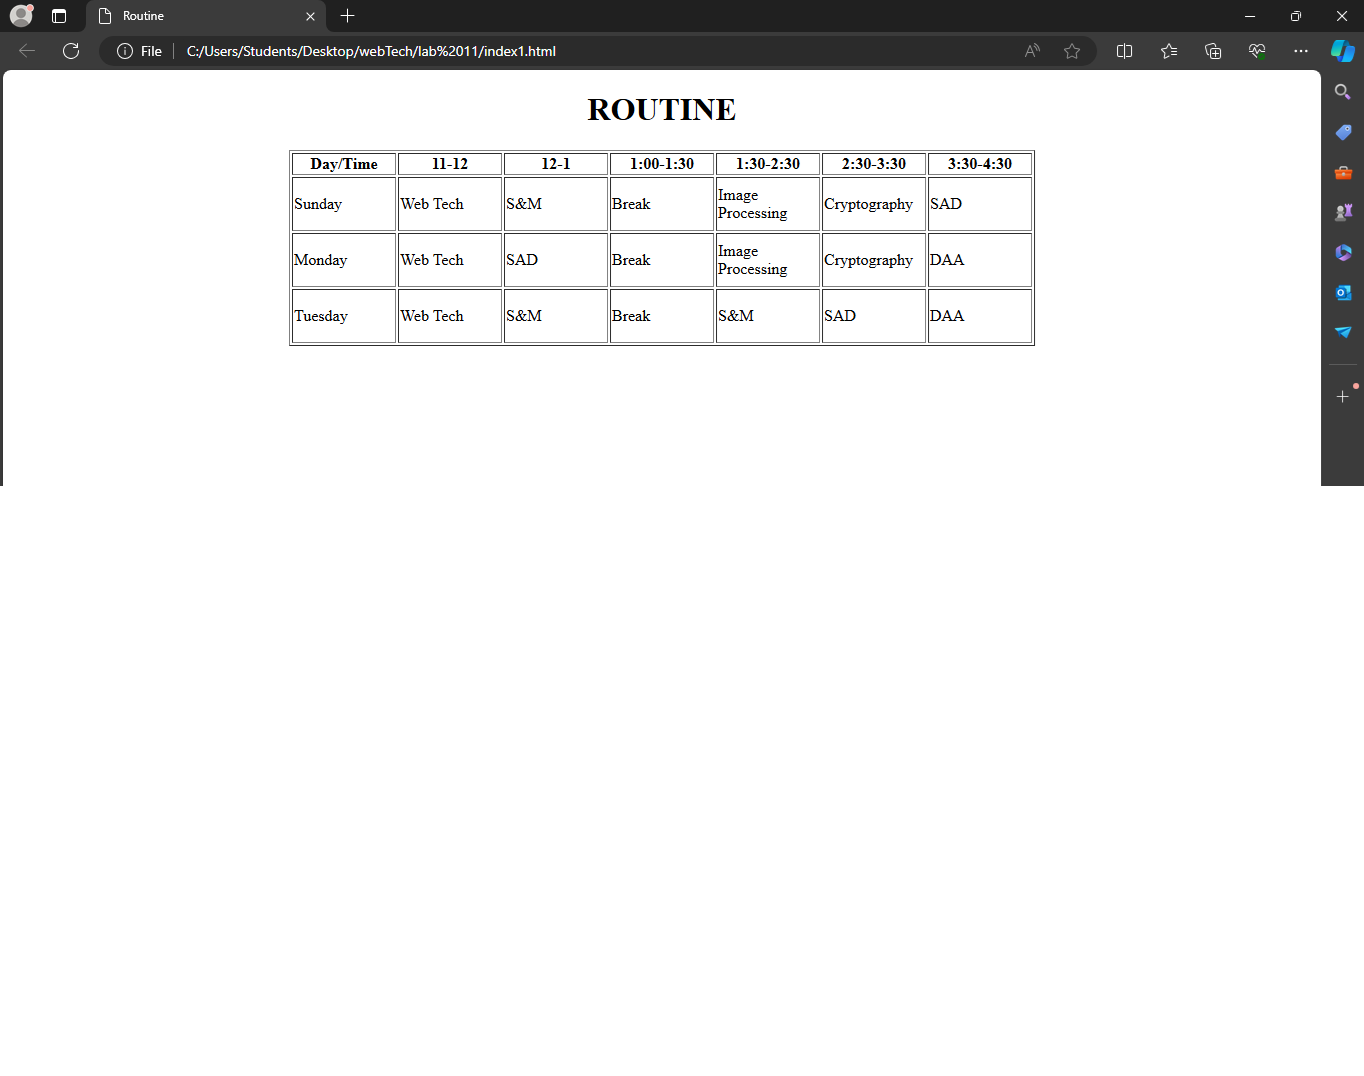 Routine
File C:/Users/Students/Desktop/webTech/lab%2011/index1.html
ROUTINE
Day/Time 11-12 12-1 1:00-1:30 1:30-2:30 2:30-3:30 3:30-4:30
Sunday Web Tech S&M Break Image Processing Cryptography SAD
Monday Web Tech SAD Break Image Processing Cryptography DAA
Tuesday Web Tech S&M Break S&M SAD DAA